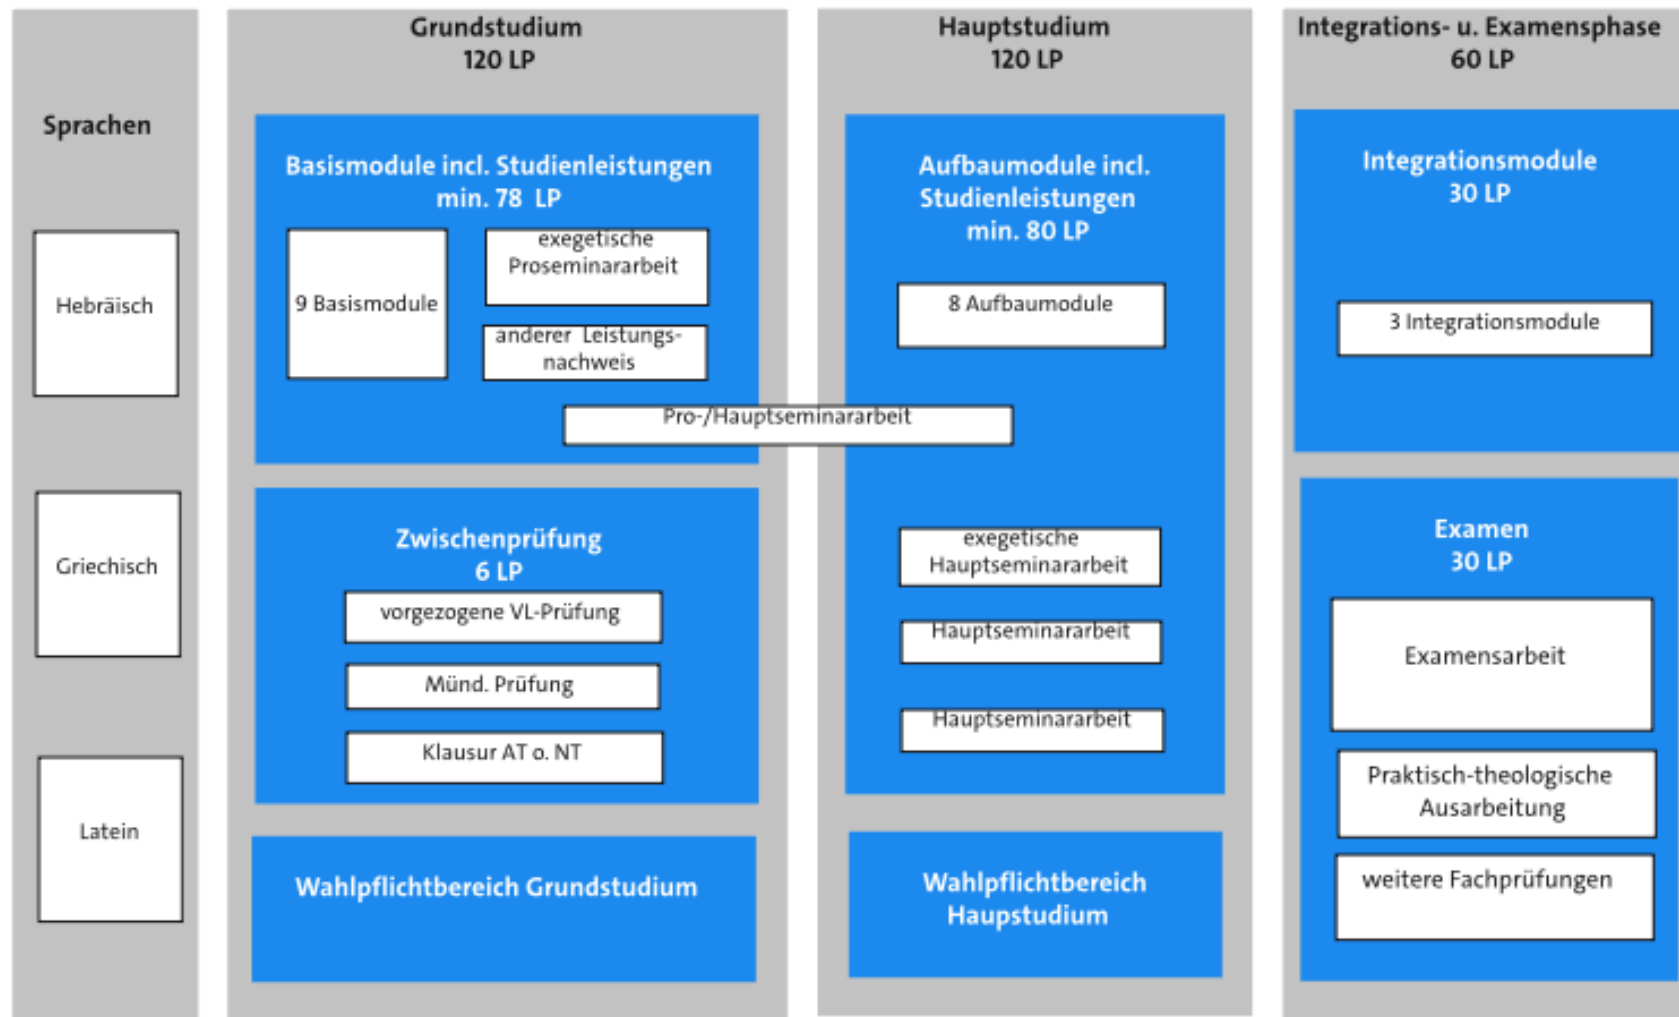 Sprachen
Hebräisch
Griechisch
Latein
Grundstudium
120 LP
Basismodule incl. Studienleistungen
min. 78 LP
9 Basismodule
exegetische
Proseminararbeit
anderer Leistungs-
nachweis
Pro-/Hauptseminararbeit
Zwischenprüfung
6 LP
vorgezogene VL-Prüfung
Münd. Prüfung
Klausur AT o. NT
Wahlpflichtbereich Grundstudium
Hauptstudium
120 LP
Aufbaumodule incl.
Studienleistungen
min. 80 LP
8 Aufbaumodule
exegetische
Hauptseminararbeit
Hauptseminararbeit
Hauptseminararbeit
Wahlpflichtbereich
Haupstudium
Integrations- u. Examensphase
60 LP
Integrationsmodule
30 LP
3 Integrationsmodule
Examen
30 LP
Examensarbeit
Praktisch-theologische
Ausarbeitung
weitere Fachprüfungen